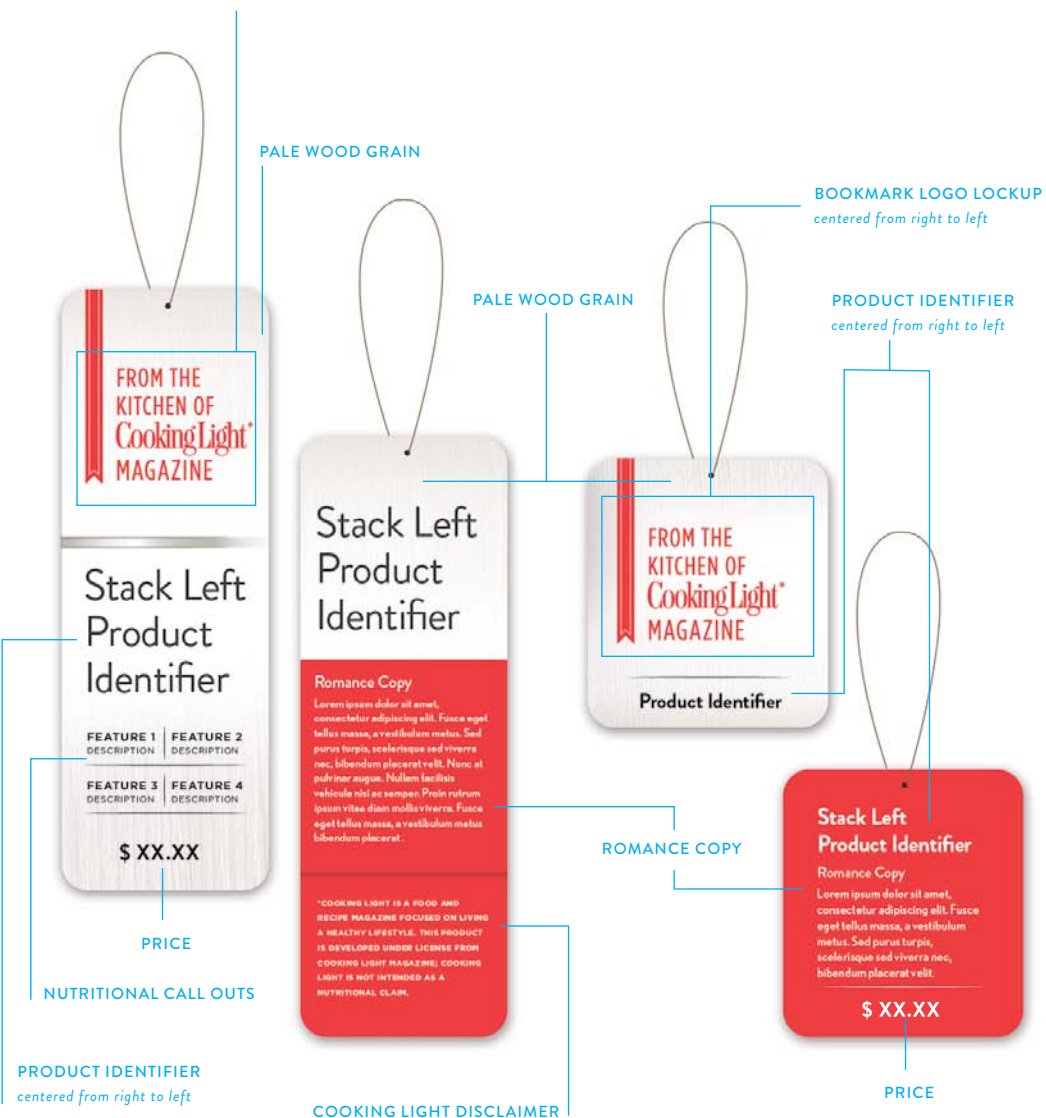 PALE WOOD GRAIN
BOOKMARK LOGO LOCKUP
centered from right to left
PALE WOOD GRAIN
PRODUCT IDENTIFIER
centered from right to left
FROM THE
KITCHEN OF
CookingLight*
MAGAZINE
Stack Left
Product
Identifier
FEATURE 1 FEATURE 2
DESCRIPTION DESCRIPTION
FEATURE 3 FEATURE 4
DESCRIPTION DESCRIPTION
$ XX.XX
PRICE
NUTRITIONAL CALL OUTS
PRODUCT IDENTIFIER
centered from right to left
Stack Left
Product
Identifier
Romance Copy
Lorem ipsum dolor sit amet,
consectetur adipiscing elit. Fusce eget
tellus massa, a vestibulum metus. Sed
purus turpis, scelerisque sed viverra
nec, bibendum placerat velit. Nunc at
pulvinar augue. Nullam facilisis
vehicula nisl ac semper. Proin rutrum
ipsum vitae diam mollis viverra. Fusce
eget tellus massa, a vestibulum metus
bibendum placerat.
*COOKING LIGHT IS A FOOD AND
RECIPE MAGAZINE FOCUSED ON LIVING
A HEALTHY LIFESTYLE. THIS PRODUCT
IS DEVELOPED UNDER LICENSE FROM
COOKING LIGHT MAGAZINE; COOKING
LIGHT IS NOT INTENDED AS A
NUTRITIONAL CLAIM.
COOKING LIGHT DISCLAIMER
FROM THE
KITCHEN OF
CookingLight*
MAGAZINE
Product Identifier
ROMANCE COPY
Stack Left
Product Identifier
Romance Copy
Lorem ipsum dolor sit amet,
consectetur adipiscing elit. Fusce
eget tellus massa, a vestibulum
metus. Sed purus turpis,
scelerisque sed viverra nec,
bibendum placerat velit.
$ XX.XX
PRICE